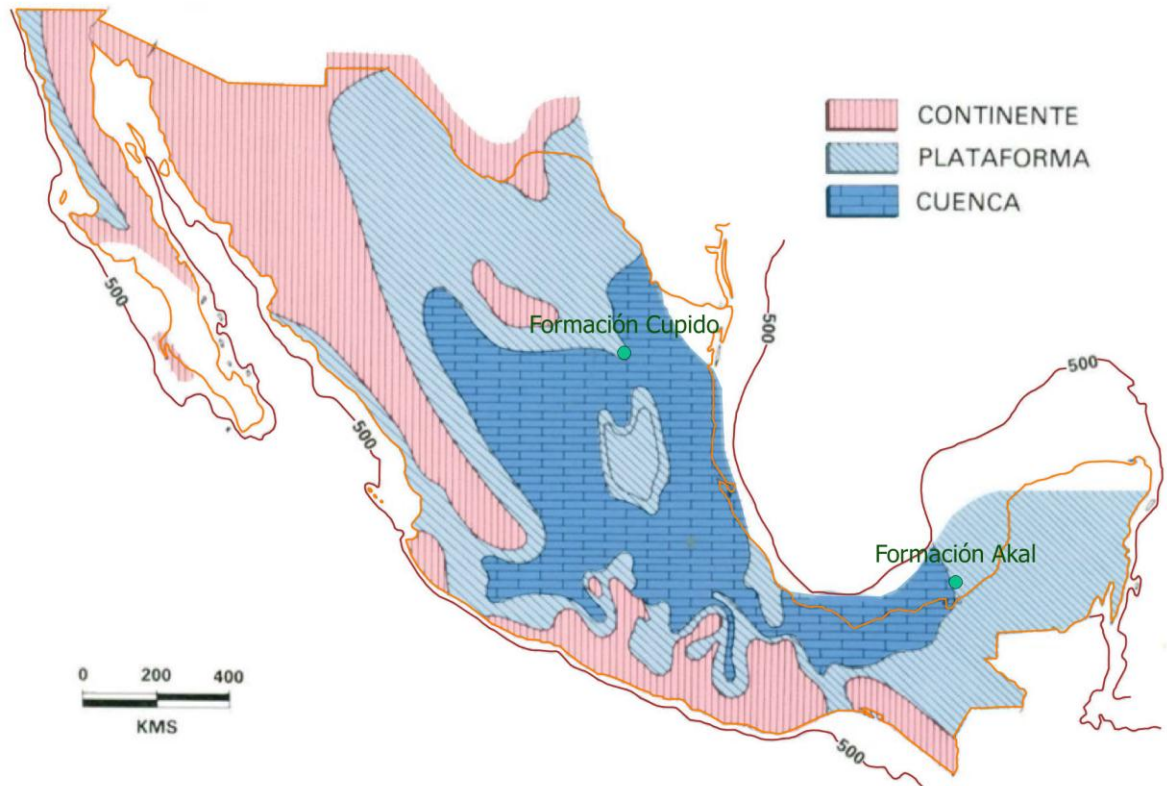 CONTINENTE
PLATAFORMA
CUENCA
500
500
500
Formación Cupido
500
Formación Akal
0 200 400
KMS
500